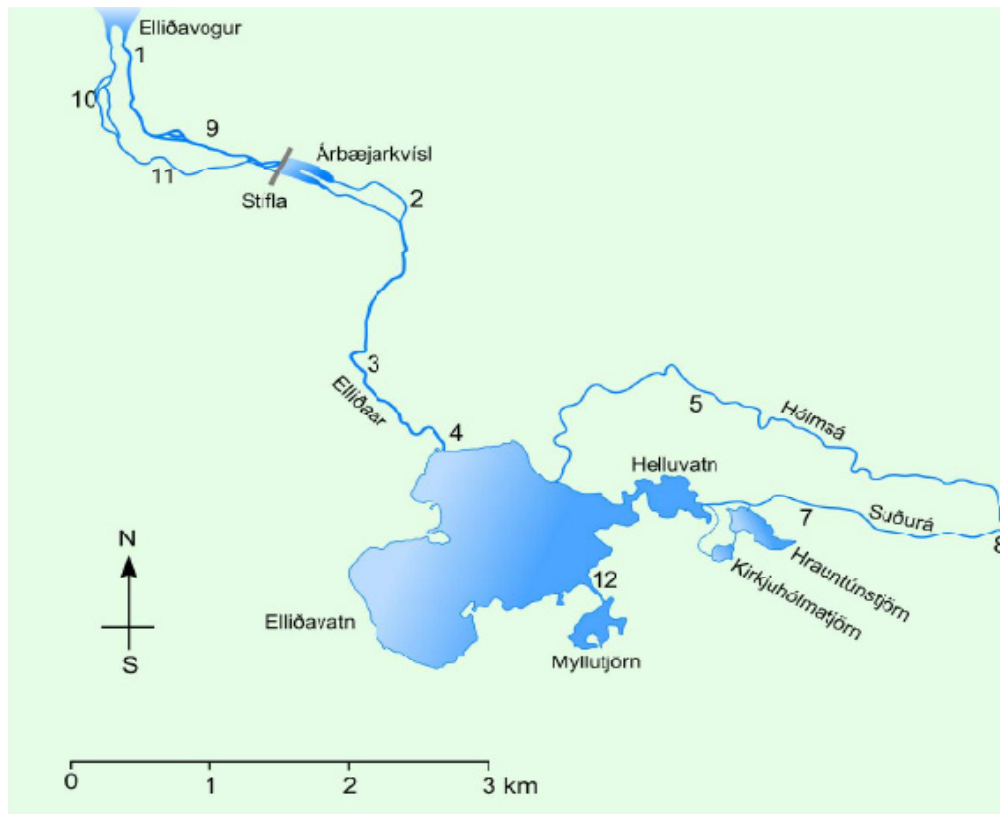 Elliðavogur
1
10
9
Árbæjarkvísl
11
Stífla
2
3
Elliðaár
4
5
Hólmsá
Helluvatn
7
Suðurá
8
Hrauntúnstjörn
Kirkjuhólmatjörn
12
N
S
Elliðavatn
Myllutjörn
0 1 2 3 km